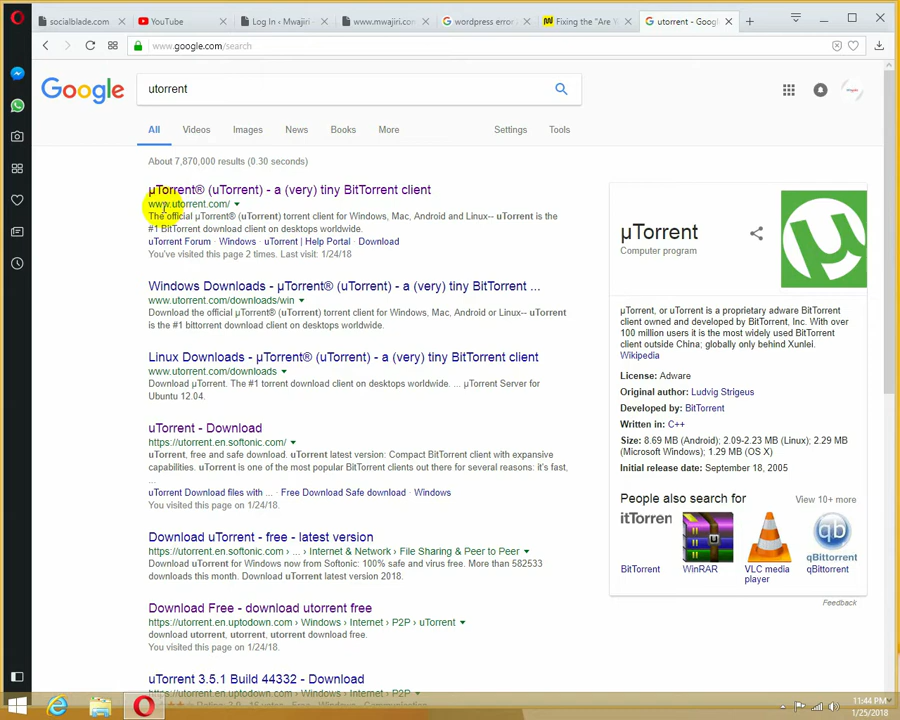 socialblade.com
YouTube
Log In ‹ Mwajiri
www.mwajiri.com
wordpress error
Fixing the "Are Y
utorrent - Googl
www.google.com/search
Google
utorrent
All
Videos
Images
News
Books
More
Settings
Tools
About 7,870,000 results (0.30 seconds)
µTorrent® (uTorrent) - a (very) tiny BitTorrent client
www.utorrent.com/
The official µTorrent® (uTorrent) torrent client for Windows, Mac, Android and Linux-- uTorrent is the
#1 BitTorrent download client on desktops worldwide.
uTorrent Forum · Windows · uTorrent | Help Portal · Download
You've visited this page 2 times. Last visit: 1/24/18
Windows Downloads - µTorrent® (uTorrent) - a (very) tiny BitTorrent ...
www.utorrent.com/downloads/win
Download the official µTorrent® (uTorrent) torrent client for Windows, Mac, Android or Linux-- uTorrent
is the #1 bittorrent download client on desktops worldwide.
Linux Downloads - µTorrent® (uTorrent) - a (very) tiny BitTorrent client
www.utorrent.com/downloads
Download µTorrent. The #1 torrent download client on desktops worldwide. ... µTorrent Server for
Ubuntu 12.04.
uTorrent - Download
https://utorrent.en.softonic.com/
uTorrent, free and safe download. uTorrent latest version: Compact BitTorrent client with expansive
capabilities. uTorrent is one of the most popular BitTorrent clients out there for several reasons: it's fast,
...
uTorrent Download files with ... · Free Download Safe download · Windows
You visited this page on 1/24/18.
Download uTorrent - free - latest version
https://utorrent.en.softonic.com › ... › Internet & Network › File Sharing & Peer to Peer
Download uTorrent for Windows now from Softonic: 100% safe and virus free. More than 582533
downloads this month. Download uTorrent latest version 2018.
Download Free - download utorrent free
https://utorrent.en.uptodown.com › Windows › Internet › P2P › uTorrent
download utorrent, utorrent, utorrent download free.
You visited this page on 1/24/18.
uTorrent 3.5.1 Build 44332 - Download
µTorrent
Computer program
µ
µTorrent, or uTorrent is a proprietary adware BitTorrent
client owned and developed by BitTorrent, Inc. With over
100 million users it is the most widely used BitTorrent
client outside China; globally only behind Xunlei.
Wikipedia
License: Adware
Original author: Ludvig Strigeus
Developed by: BitTorrent
Written in: C++
Size: 8.69 MB (Android); 2.09-2.23 MB (Linux); 2.29 MB
(Microsoft Windows); 1.29 MB (OS X)
Initial release date: September 18, 2005
People also search for
View 10+ more
itTorren
qb
qBittorrent
BitTorrent
WinRAR
VLC media
player
qBittorrent
Feedback
11:44 PM
1/25/2018